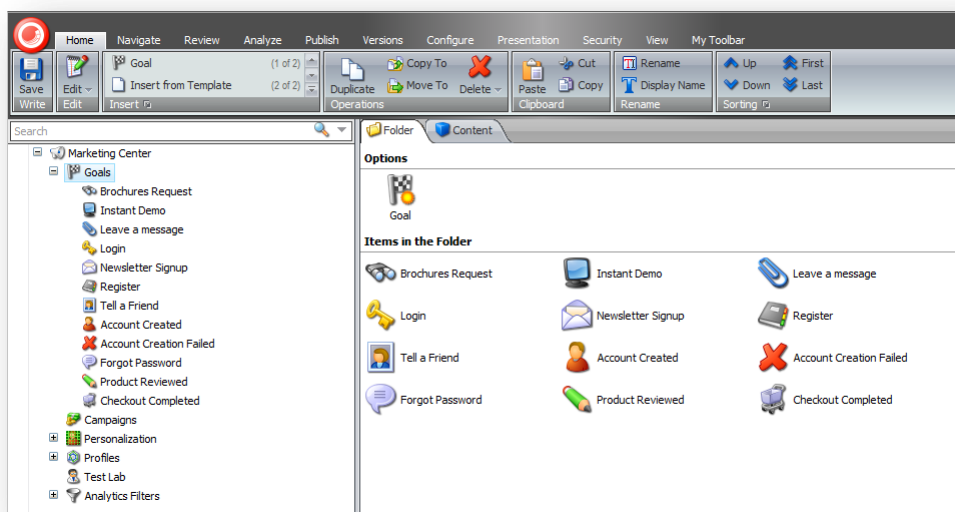 Home Navigate Review Analyze Publish Versions Configure Presentation Security View My Toolbar
Goal (1 of 2) Copy To Cut Rename Up First
Insert from Template (2 of 2) Move To Copy Display Name Down Last
Save Edit Duplicate Delete Paste
Write Edit Insert Operations Clipboard Rename Sorting
Search
Folder Content
Marketing Center
Goals
Brochures Request
Instant Demo
Leave a message
Login
Newsletter Signup
Register
Tell a Friend
Account Created
Account Creation Failed
Forgot Password
Product Reviewed
Checkout Completed
Campaigns
Personalization
Profiles
Test Lab
Analytics Filters
Options
Goal
Items in the Folder
Brochures Request Instant Demo Leave a message
Login Newsletter Signup Register
Tell a Friend Account Created Account Creation Failed
Forgot Password Product Reviewed Checkout Completed